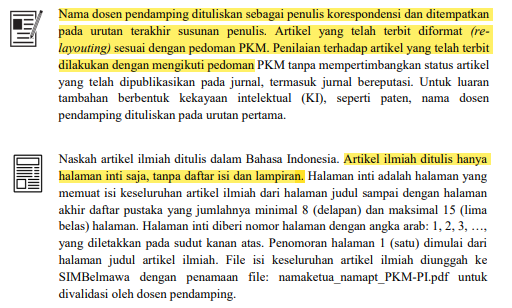 Nama dosen pendamping dituliskan sebagai penulis korespondensi dan ditempatkan
pada urutan terakhir susunan penulis. Artikel yang telah terbit diformat (re-
layouting) sesuai dengan pedoman PKM. Penilaian terhadap artikel yang telah terbit
dilakukan dengan mengikuti pedoman PKM tanpa mempertimbangkan status artikel
yang telah dipublikasikan pada jurnal, termasuk jurnal bereputasi. Untuk luaran
tambahan berbentuk kekayaan intelektual (KI), seperti paten, nama dosen
pendamping dituliskan pada urutan pertama.
Naskah artikel ilmiah ditulis dalam Bahasa Indonesia. Artikel ilmiah ditulis hanya
halaman inti saja, tanpa daftar isi dan lampiran. Halaman inti adalah halaman yang
memuat isi keseluruhan artikel ilmiah dari halaman judul sampai dengan halaman
akhir daftar pustaka yang jumlahnya minimal 8 (delapan) dan maksimal 15 (lima
belas) halaman. Halaman inti diberi nomor halaman dengan angka arab: 1, 2, 3, …,
yang diletakkan pada sudut kanan atas. Penomoran halaman 1 (satu) dimulai dari
halaman judul artikel ilmiah. File isi keseluruhan artikel ilmiah diunggah ke
SIMBelmawa dengan penamaan file: namaketua_namapt_PKM-PI.pdf untuk
divalidasi oleh dosen pendamping.